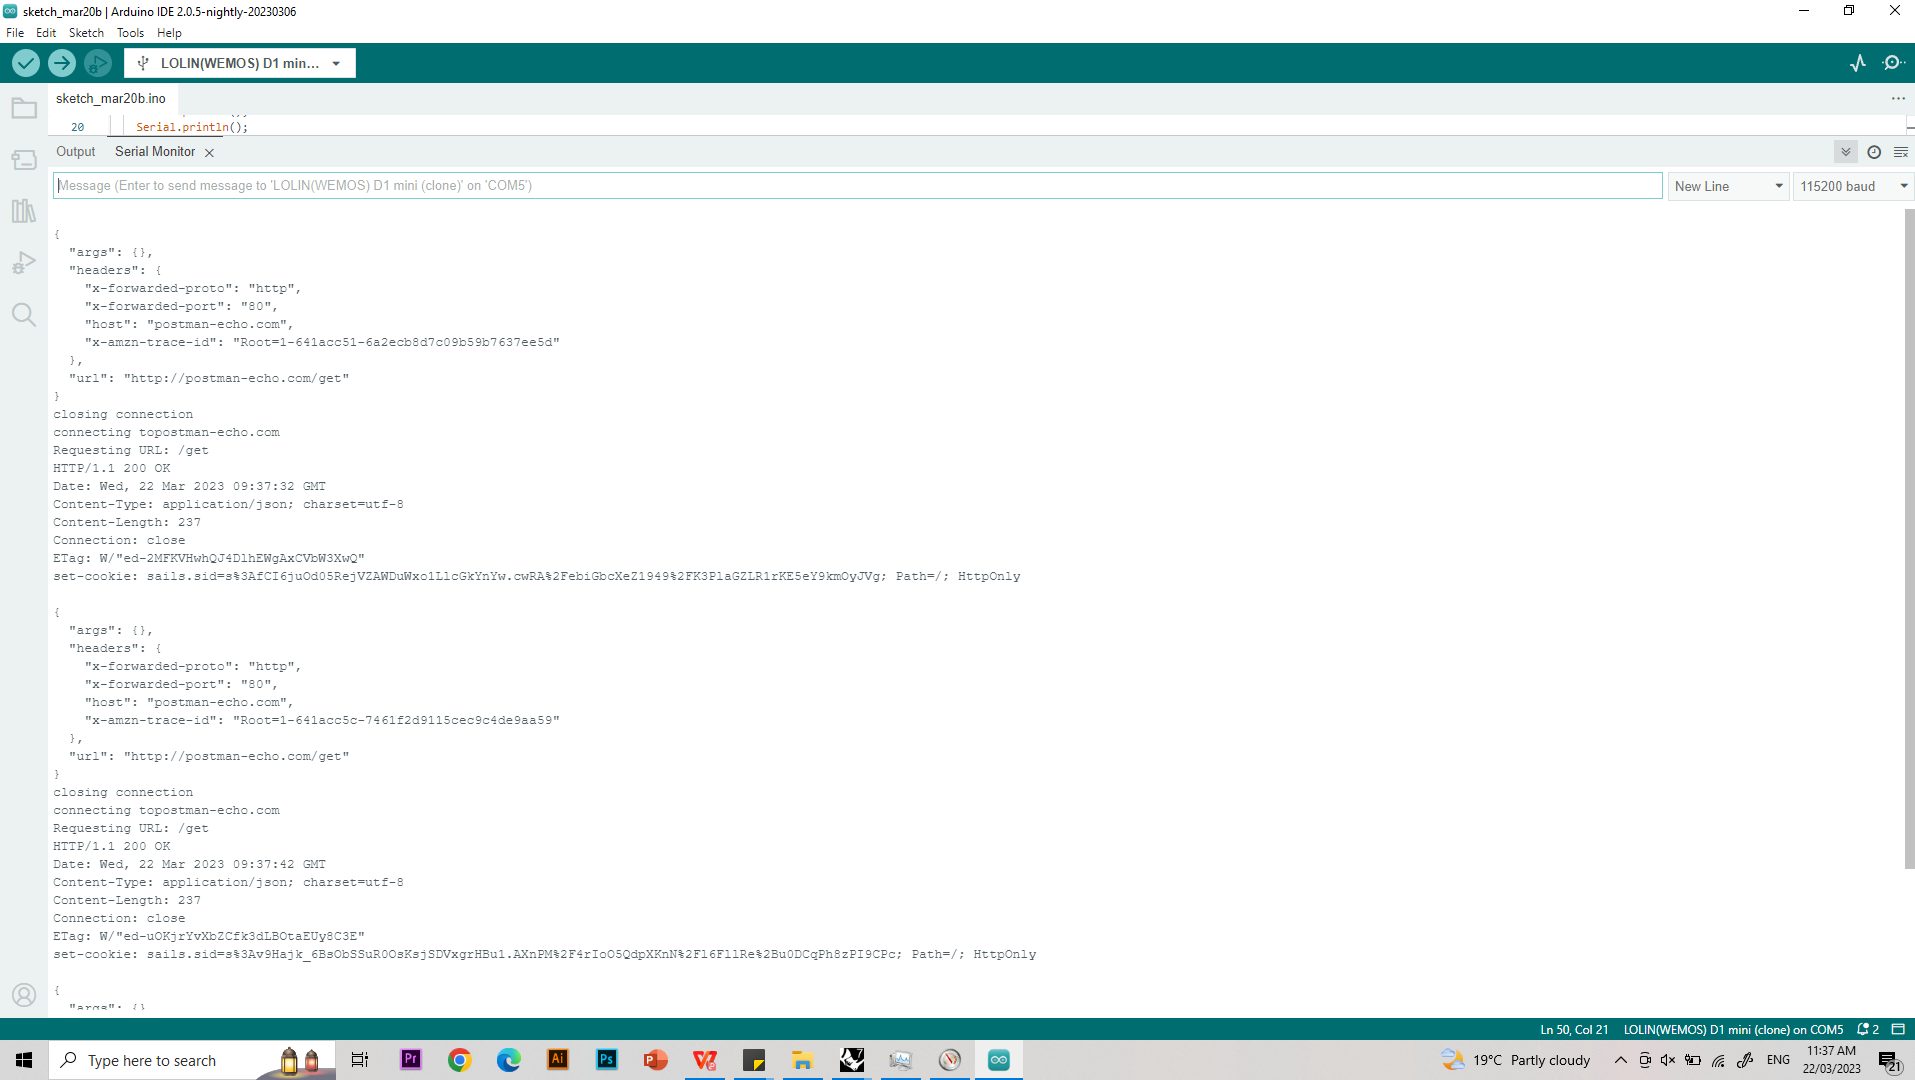 sketch_mar20b | Arduino IDE 2.0.5-nightly-20230306
File Edit Sketch Tools Help
LOLIN(WEMOS) D1 min...
sketch_mar20b.ino
20 Serial.println();
Output Serial Monitor
Message (Enter to send message to 'LOLIN(WEMOS) D1 mini (clone)' on 'COM5') New Line 115200 baud
{
"args": {},
"headers": {
"x-forwarded-proto": "http",
"x-forwarded-port": "80",
"host": "postman-echo.com",
"x-amzn-trace-id": "Root=1-641acc51-6a2ecb8d7c09b59b7637ee5d"
},
"url": "http://postman-echo.com/get"
}
closing connection
connecting topostman-echo.com
Requesting URL: /get
HTTP/1.1 200 OK
Date: Wed, 22 Mar 2023 09:37:32 GMT
Content-Type: application/json; charset=utf-8
Content-Length: 237
Connection: close
ETag: W/"ed-2MFKVHwhQJ4DlhEWgAxCVbW3XwQ"
set-cookie: sails.sid=s%3AfCI6juOd05RejVZAWDuWxo1LlcGkYnYw.cwRA%2FebiGbcXeZ1949%2FK3PlaGZLR1rKE5eY9kmOyJVg; Path=/; HttpOnly
{
"args": {},
"headers": {
"x-forwarded-proto": "http",
"x-forwarded-port": "80",
"host": "postman-echo.com",
"x-amzn-trace-id": "Root=1-641acc5c-7461f2d9115cec9c4de9aa59"
},
"url": "http://postman-echo.com/get"
}
closing connection
connecting topostman-echo.com
Requesting URL: /get
HTTP/1.1 200 OK
Date: Wed, 22 Mar 2023 09:37:42 GMT
Content-Type: application/json; charset=utf-8
Content-Length: 237
Connection: close
ETag: W/"ed-uOKjrYvXbZCfk3dLBOtaEUy8C3E"
set-cookie: sails.sid=s%3Av9Hajk_6BsObSSuR0OsKsjSDVxgrHBu1.AXnPM%2F4rIoO5QdpXKnN%2Fl6FllRe%2Bu0DCqPh8zPI9CPc; Path=/; HttpOnly
{
"args": {}
Ln 50, Col 21 LOLIN(WEMOS) D1 mini (clone) on COM5 2
Type here to search Pr Ai Ps 19°C Partly cloudy ENG 11:37 AM
22/03/2023 21